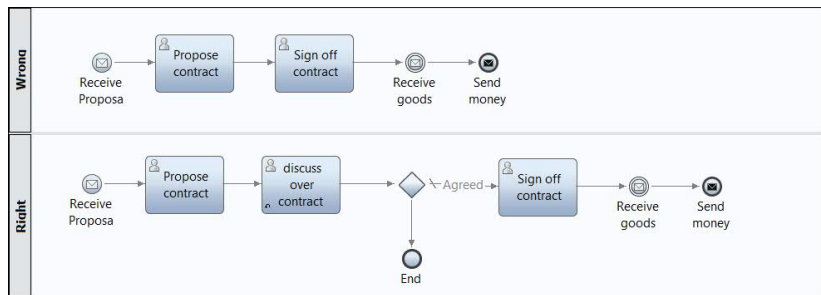 Wrong
Receive
Proposa
Propose
contract
Sign off
contract
Receive
goods
Send
money
Right
Receive
Proposa
Propose
contract
discuss
over
contract
Agreed
End
Sign off
contract
Receive
goods
Send
money